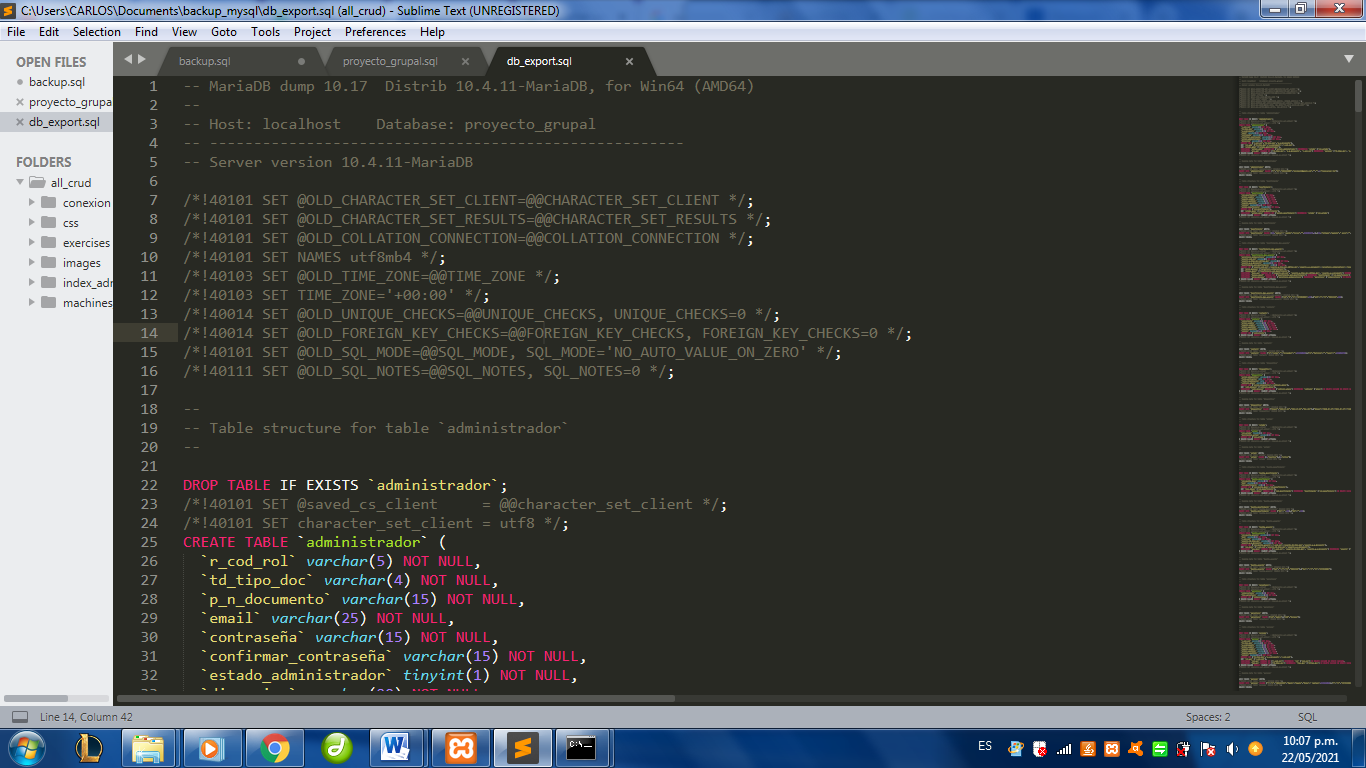 C:\Users\CARLOS\Documents\backup_mysql\db_export.sql (all_crud) - Sublime Text (UNREGISTERED)
File Edit Selection Find View Goto Tools Project Preferences Help
OPEN FILES
backup.sql
proyecto_grupa
db_export.sql
FOLDERS
all_crud
conexion
css
exercises
images
index_adr
machines
backup.sql proyecto_grupal.sql db_export.sql
1 -- MariaDB dump 10.17  Distrib 10.4.11-MariaDB, for Win64 (AMD64)
2 --
3 -- Host: localhost    Database: proyecto_grupal
4 -- ------------------------------------------------------
5 -- Server version 10.4.11-MariaDB
6
7 /*!40101 SET @OLD_CHARACTER_SET_CLIENT=@@CHARACTER_SET_CLIENT */;
8 /*!40101 SET @OLD_CHARACTER_SET_RESULTS=@@CHARACTER_SET_RESULTS */;
9 /*!40101 SET @OLD_COLLATION_CONNECTION=@@COLLATION_CONNECTION */;
10 /*!40101 SET NAMES utf8mb4 */;
11 /*!40103 SET @OLD_TIME_ZONE=@@TIME_ZONE */;
12 /*!40103 SET TIME_ZONE='+00:00' */;
13 /*!40014 SET @OLD_UNIQUE_CHECKS=@@UNIQUE_CHECKS, UNIQUE_CHECKS=0 */;
14 /*!40014 SET @OLD_FOREIGN_KEY_CHECKS=@@FOREIGN_KEY_CHECKS, FOREIGN_KEY_CHECKS=0 */;
15 /*!40101 SET @OLD_SQL_MODE=@@SQL_MODE, SQL_MODE='NO_AUTO_VALUE_ON_ZERO' */;
16 /*!40111 SET @OLD_SQL_NOTES=@@SQL_NOTES, SQL_NOTES=0 */;
17
18 --
19 -- Table structure for table `administrador`
20 --
21
22 DROP TABLE IF EXISTS `administrador`;
23 /*!40101 SET @saved_cs_client     = @@character_set_client */;
24 /*!40101 SET character_set_client = utf8 */;
25 CREATE TABLE `administrador` (
26 `r_cod_rol` varchar(5) NOT NULL,
27 `td_tipo_doc` varchar(4) NOT NULL,
28 `p_n_documento` varchar(15) NOT NULL,
29 `email` varchar(25) NOT NULL,
30 `contraseña` varchar(15) NOT NULL,
31 `confirmar_contraseña` varchar(15) NOT NULL,
32 `estado_administrador` tinyint(1) NOT NULL,
Line 14, Column 42
Spaces: 2 SQL
ES
10:07 p.m.
22/05/2021